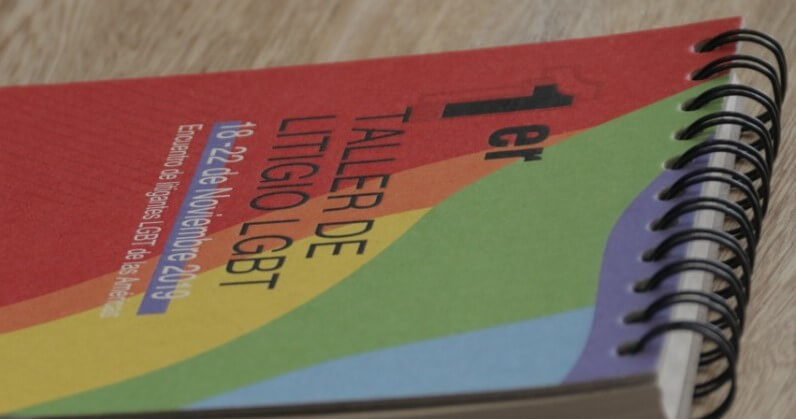 1er
TALLER DE
LITIGIO LGBT
18-22 de Noviembre 2019
Encuentro de litigantes LGBT de las Américas